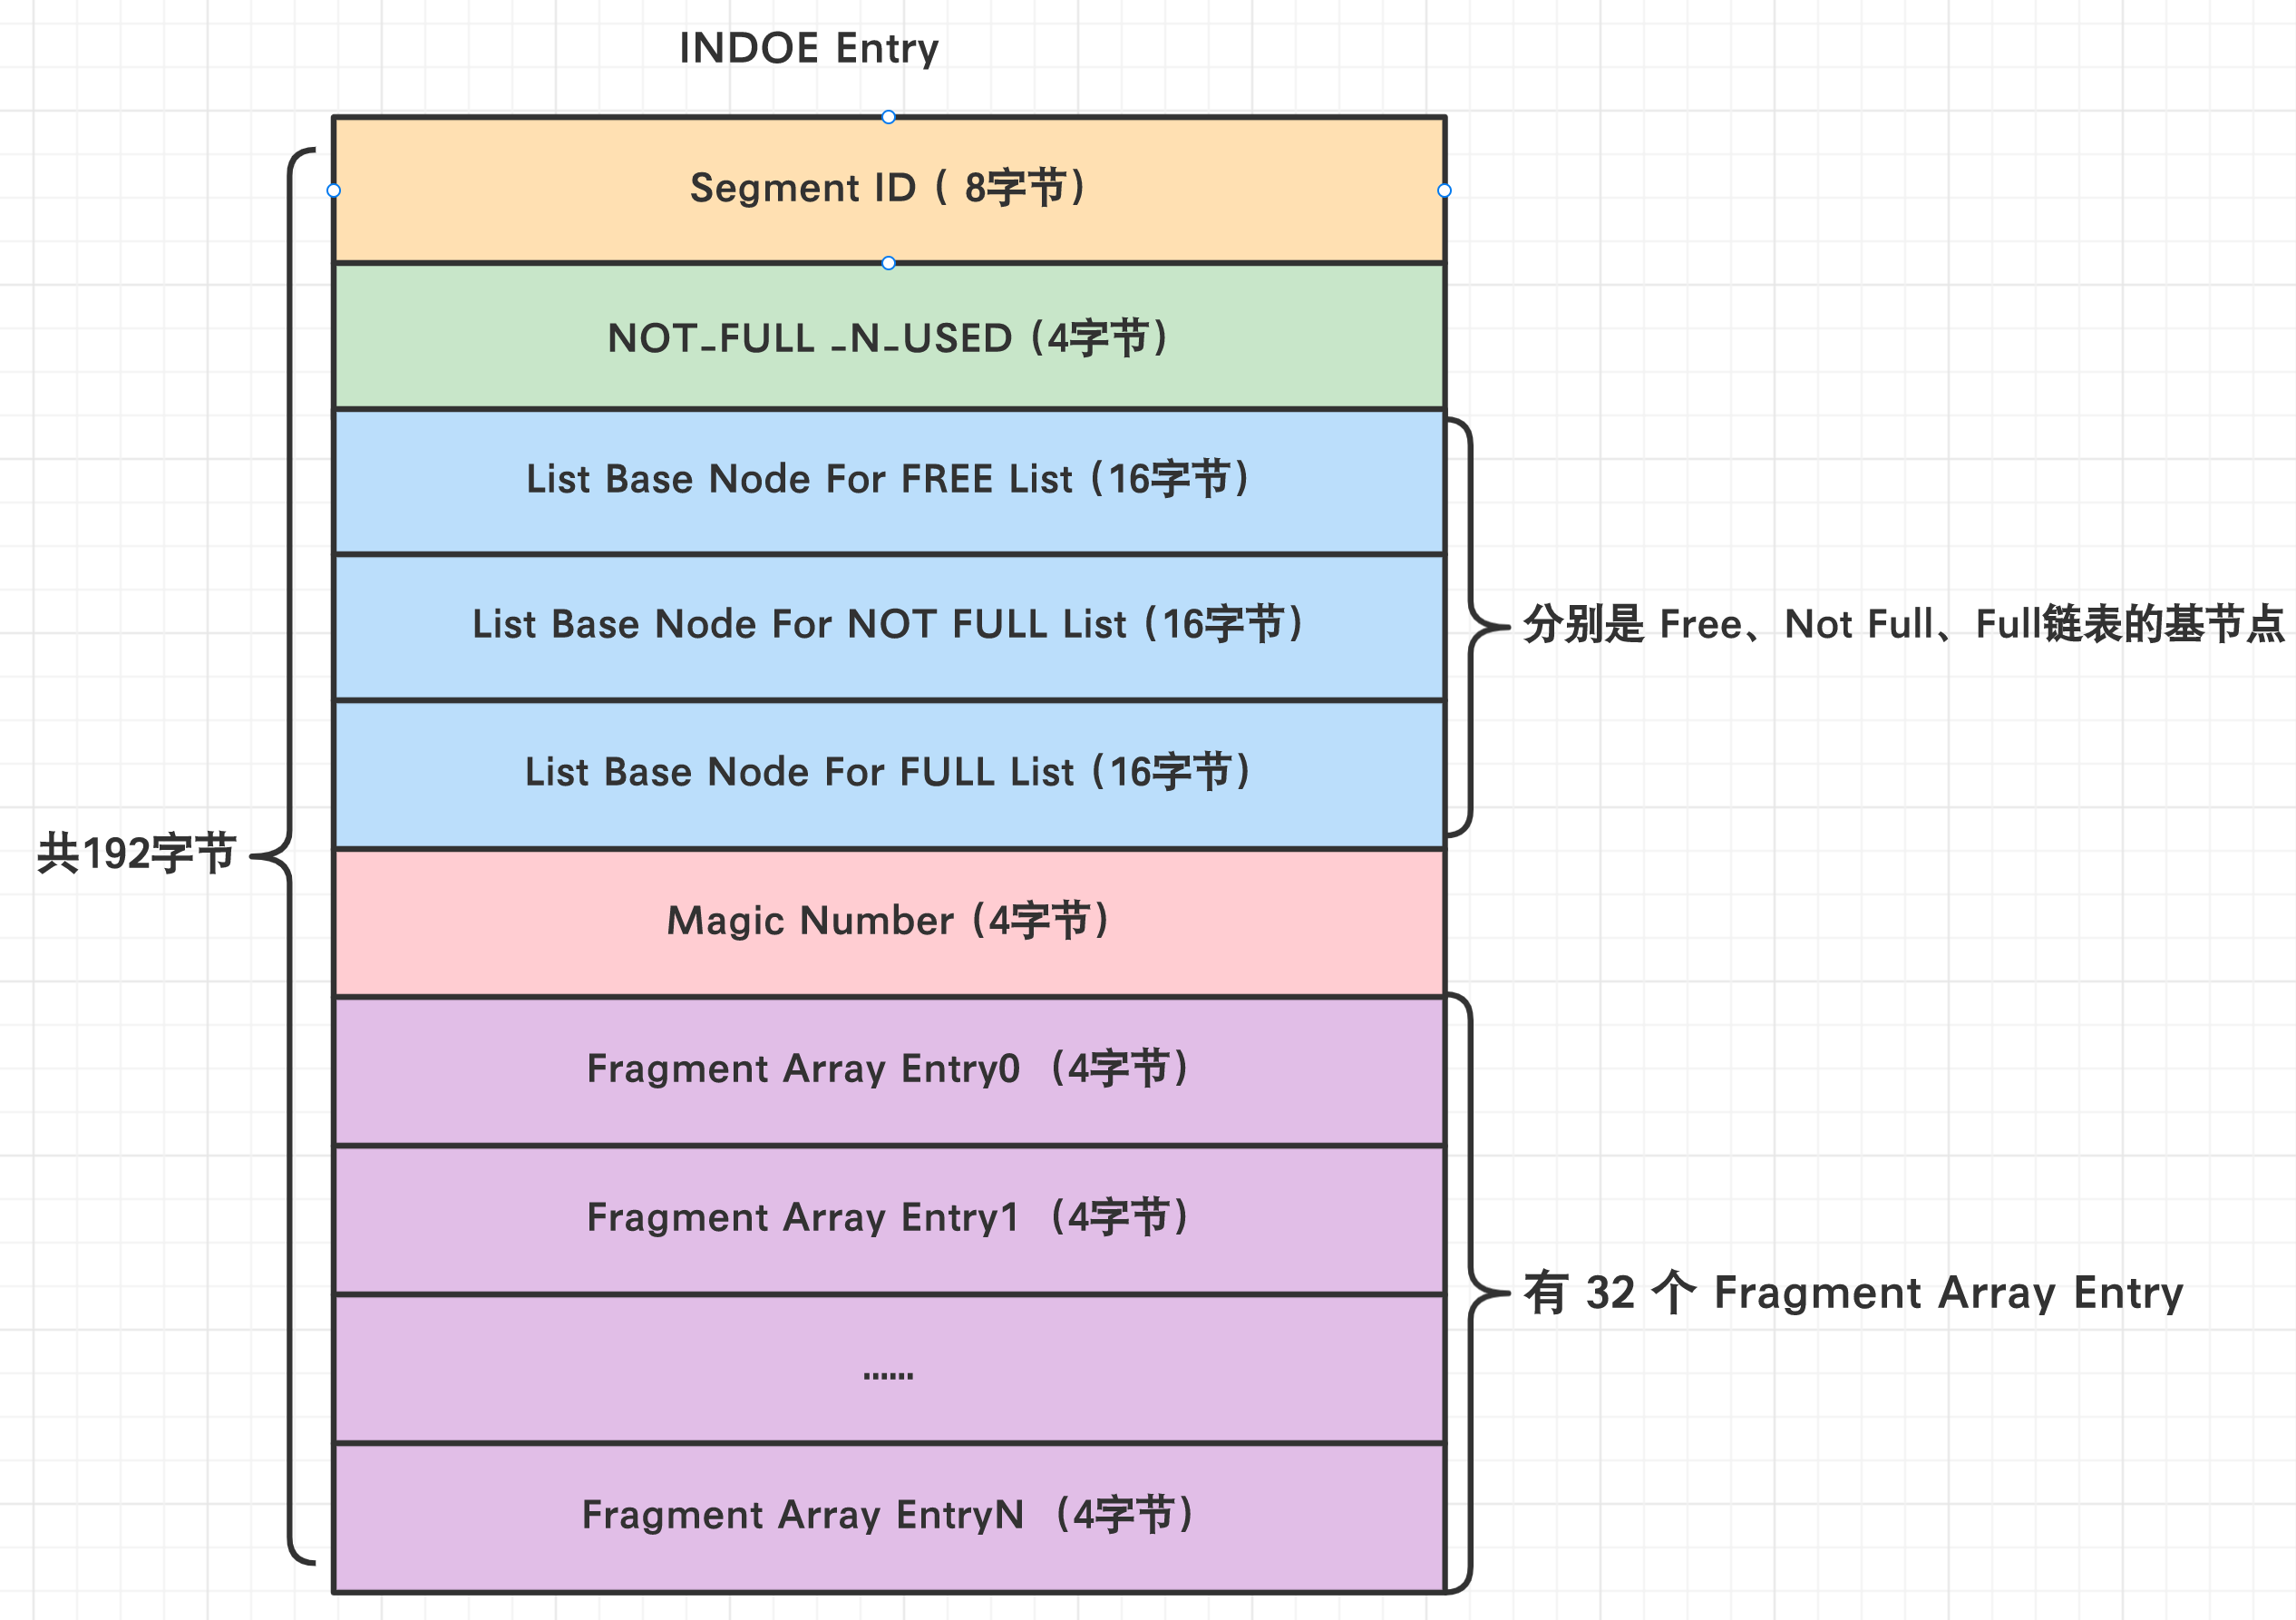 INDOE Entry
Segment ID ( 8字节)
NOT_FULL _N_USED (4字节)
List Base Node For FREE List (16字节)
List Base Node For NOT FULL List (16字节)
分别是 Free、Not Full、Full链表的基节点
List Base Node For FULL List (16字节)
共192字节
Magic Number (4字节)
Fragment Array Entry0 (4字节)
Fragment Array Entry1 (4字节)
有 32 个 Fragment Array Entry
......
Fragment Array EntryN (4字节)